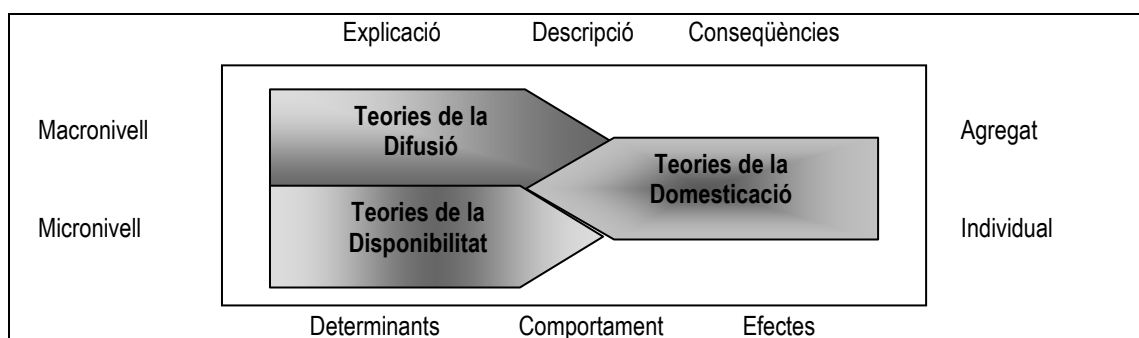 Explicació Descripció Conseqüències
Macronivell
Teories de la
Difusió
Agregat
Teories de la
Domesticació
Micronivell
Teories de la
Disponibilitat
Individual
Determinants Comportament Efectes